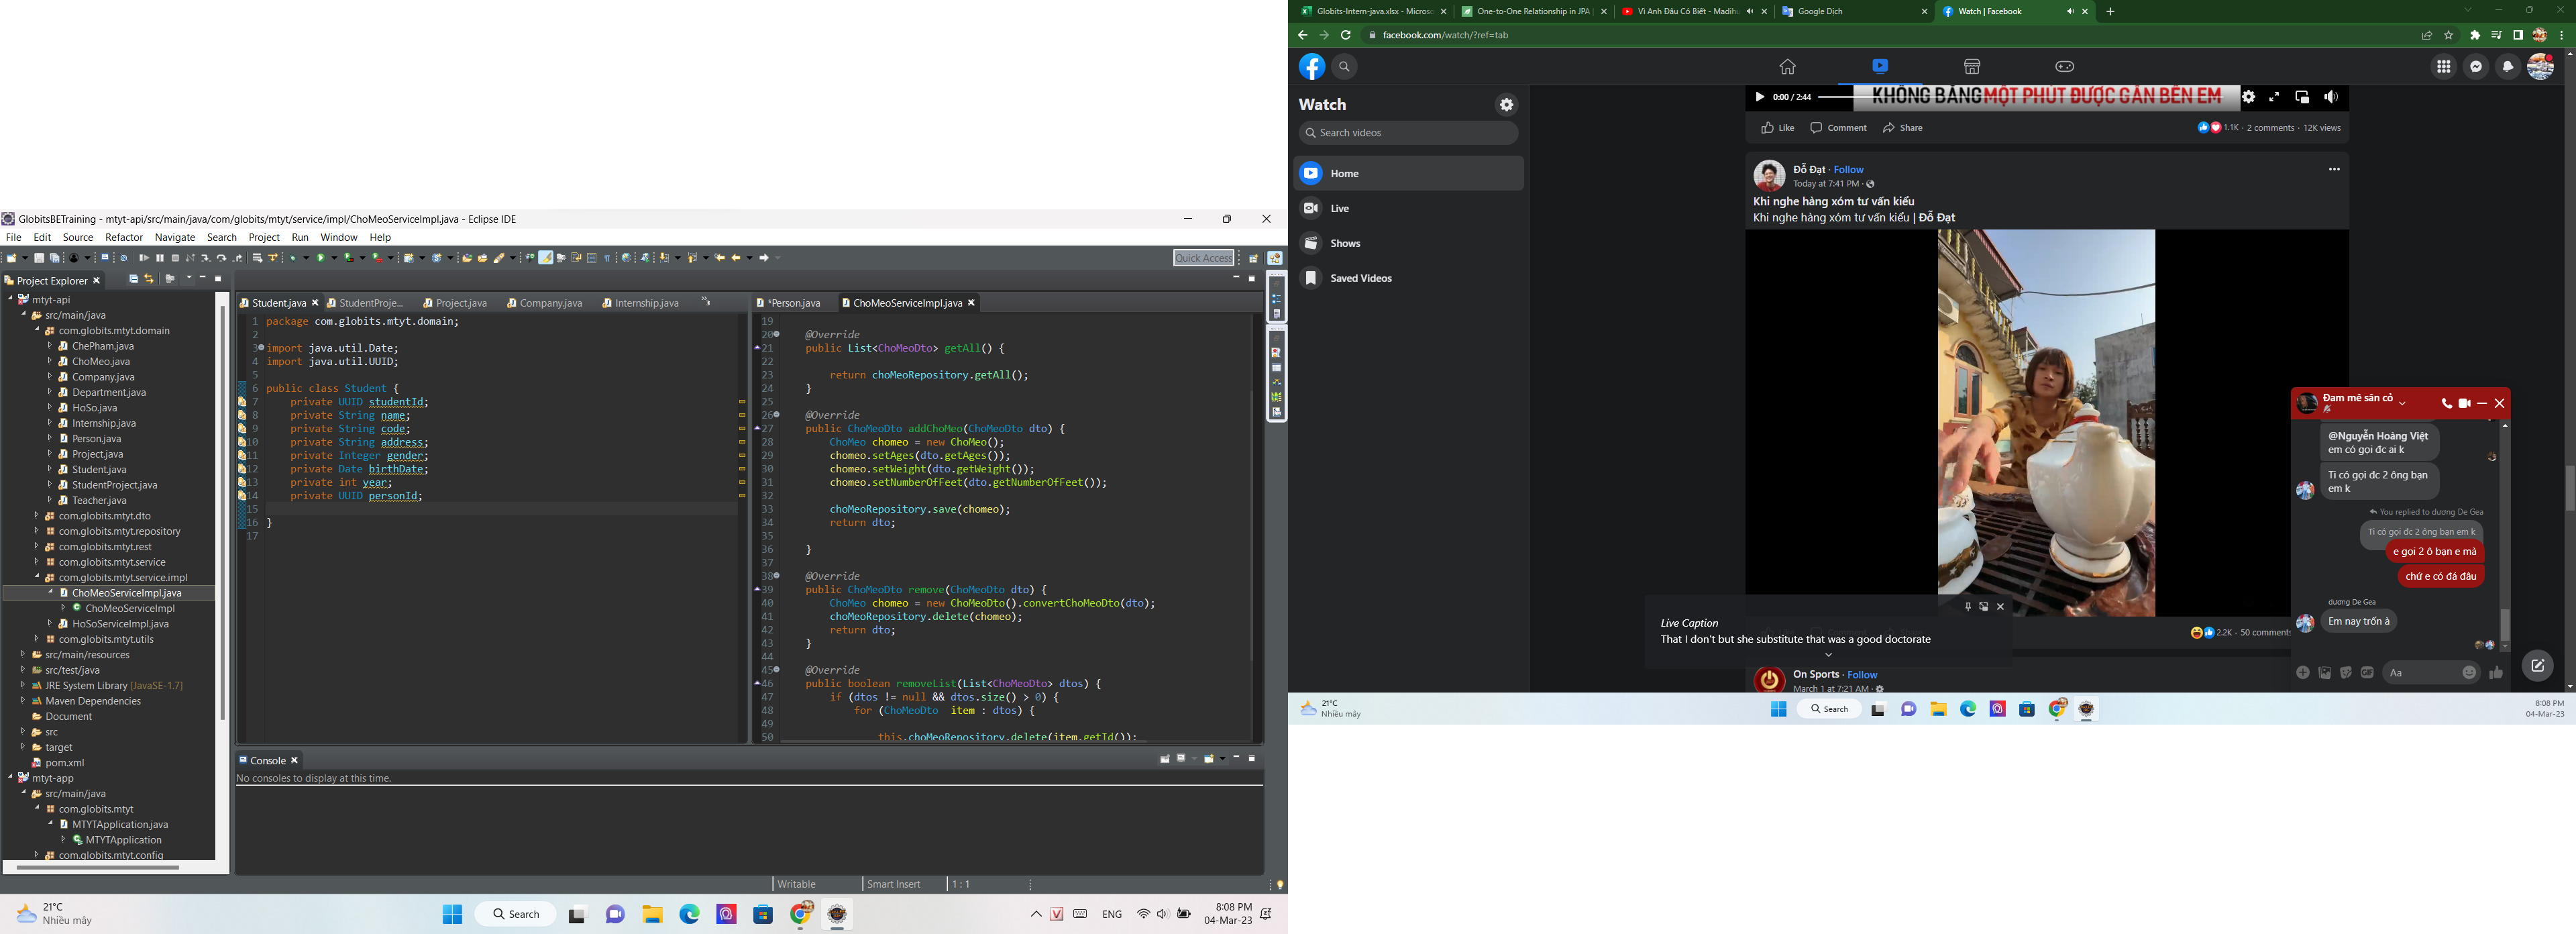 GlobitsBETraining - mtyt-api/src/main/java/com/globits/mtyt/service/impl/ChoMeoServiceImpl.java - Eclipse IDE
File Edit Source Refactor Navigate Search Project Run Window Help
Quick Access
Project Explorer
mtyt-api
src/main/java
com.globits.mtyt.domain
ChePham.java
ChoMeo.java
Company.java
Department.java
HoSo.java
Internship.java
Person.java
Project.java
Student.java
StudentProject.java
Teacher.java
com.globits.mtyt.dto
com.globits.mtyt.repository
com.globits.mtyt.rest
com.globits.mtyt.service
com.globits.mtyt.service.impl
ChoMeoServiceImpl.java
ChoMeoServiceImpl
HoSoServiceImpl.java
com.globits.mtyt.utils
src/main/resources
src/test/java
JRE System Library [JavaSE-1.7]
Maven Dependencies
Document
src
target
pom.xml
mtyt-app
src/main/java
com.globits.mtyt
MTYTApplication.java
MTYTApplication
com.globits.mtyt.config
Student.java StudentProje... Project.java Company.java Internship.java
1 package com.globits.mtyt.domain;
2
3 import java.util.Date;
4 import java.util.UUID;
5
6 public class Student {
7 private UUID studentId;
8 private String name;
9 private String code;
10 private String address;
11 private Integer gender;
12 private Date birthDate;
13 private int year;
14 private UUID personId;
15
16 }
17
*Person.java ChoMeoServiceImpl.java
19
20 @Override
21 public List<ChoMeoDto> getAll() {
22
23 return choMeoRepository.getAll();
24 }
25
26 @Override
27 public ChoMeoDto addChoMeo(ChoMeoDto dto) {
28 ChoMeo chomeo = new ChoMeo();
29 chomeo.setAges(dto.getAges());
30 chomeo.setWeight(dto.getWeight());
31 chomeo.setNumberOfFeet(dto.getNumberOfFeet());
32
33 choMeoRepository.save(chomeo);
34 return dto;
35
36 }
37
38 @Override
39 public ChoMeoDto remove(ChoMeoDto dto) {
40 ChoMeo chomeo = new ChoMeoDto().convertChoMeoDto(dto);
41 choMeoRepository.delete(chomeo);
42 return dto;
43 }
44
45 @Override
46 public boolean removeList(List<ChoMeoDto> dtos) {
47 if (dtos != null && dtos.size() > 0) {
48 for (ChoMeoDto item : dtos) {
49
50 this.choMeoRepository.delete(item.getId());
Console
No consoles to display at this time.
Writable Smart Insert 1 : 1
21°C
Nhiều mây
Search
ENG
8:08 PM
04-Mar-23
Globits-Intern-java.xlsx - Microso One-to-One Relationship in JPA Vì Anh Đâu Có Biết - Madihu Google Dịch Watch | Facebook
facebook.com/watch/?ref=tab
Watch
Search videos
Home
Live
Shows
Saved Videos
KHÔNG BẰNG MỘT PHÚT ĐƯỢC GẦN BÊN EM
0:00 / 2:44
Like Comment Share
1.1K · 2 comments · 12K views
Đỗ Đạt · Follow
Today at 7:41 PM ·
Khi nghe hàng xóm tư vấn kiểu
Khi nghe hàng xóm tư vấn kiểu | Đỗ Đạt
2.2K · 50 comments
Live Caption
That I don't but she substitute that was a good doctorate
On Sports · Follow
March 1 at 7:21 AM ·
Đam mê sân cỏ
@Nguyễn Hoàng Việt
em có gọi đc ai k
Ti có gọi đc 2 ông bạn
em k
You replied to dương De Gea
Ti có gọi đc 2 ông bạn em k
e gọi 2 ô bạn e mà
chứ e có đá đâu
dương De Gea
Em nay trốn à
Aa
21°C
Nhiều mây
Search
8:08 PM
04-Mar-23